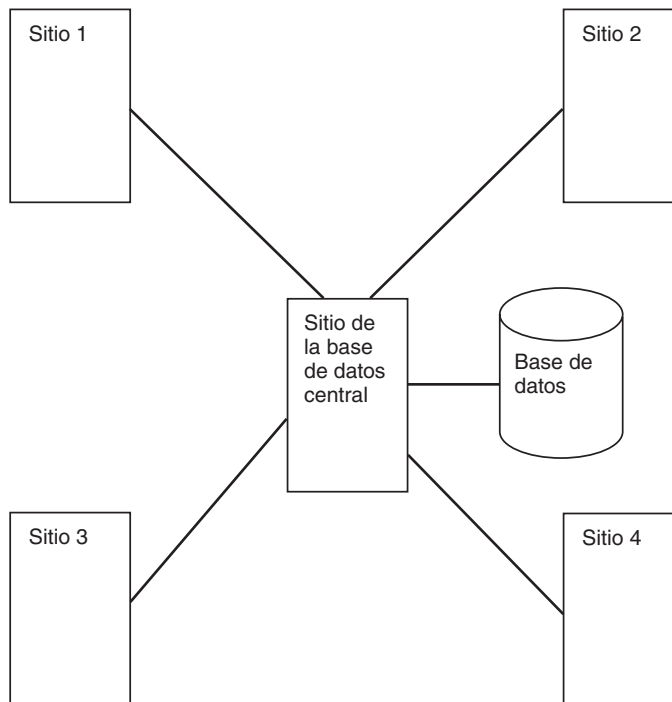 Sitio 1
Sitio 2
Sitio de
la base
de datos
central
Base de
datos
Sitio 3
Sitio 4